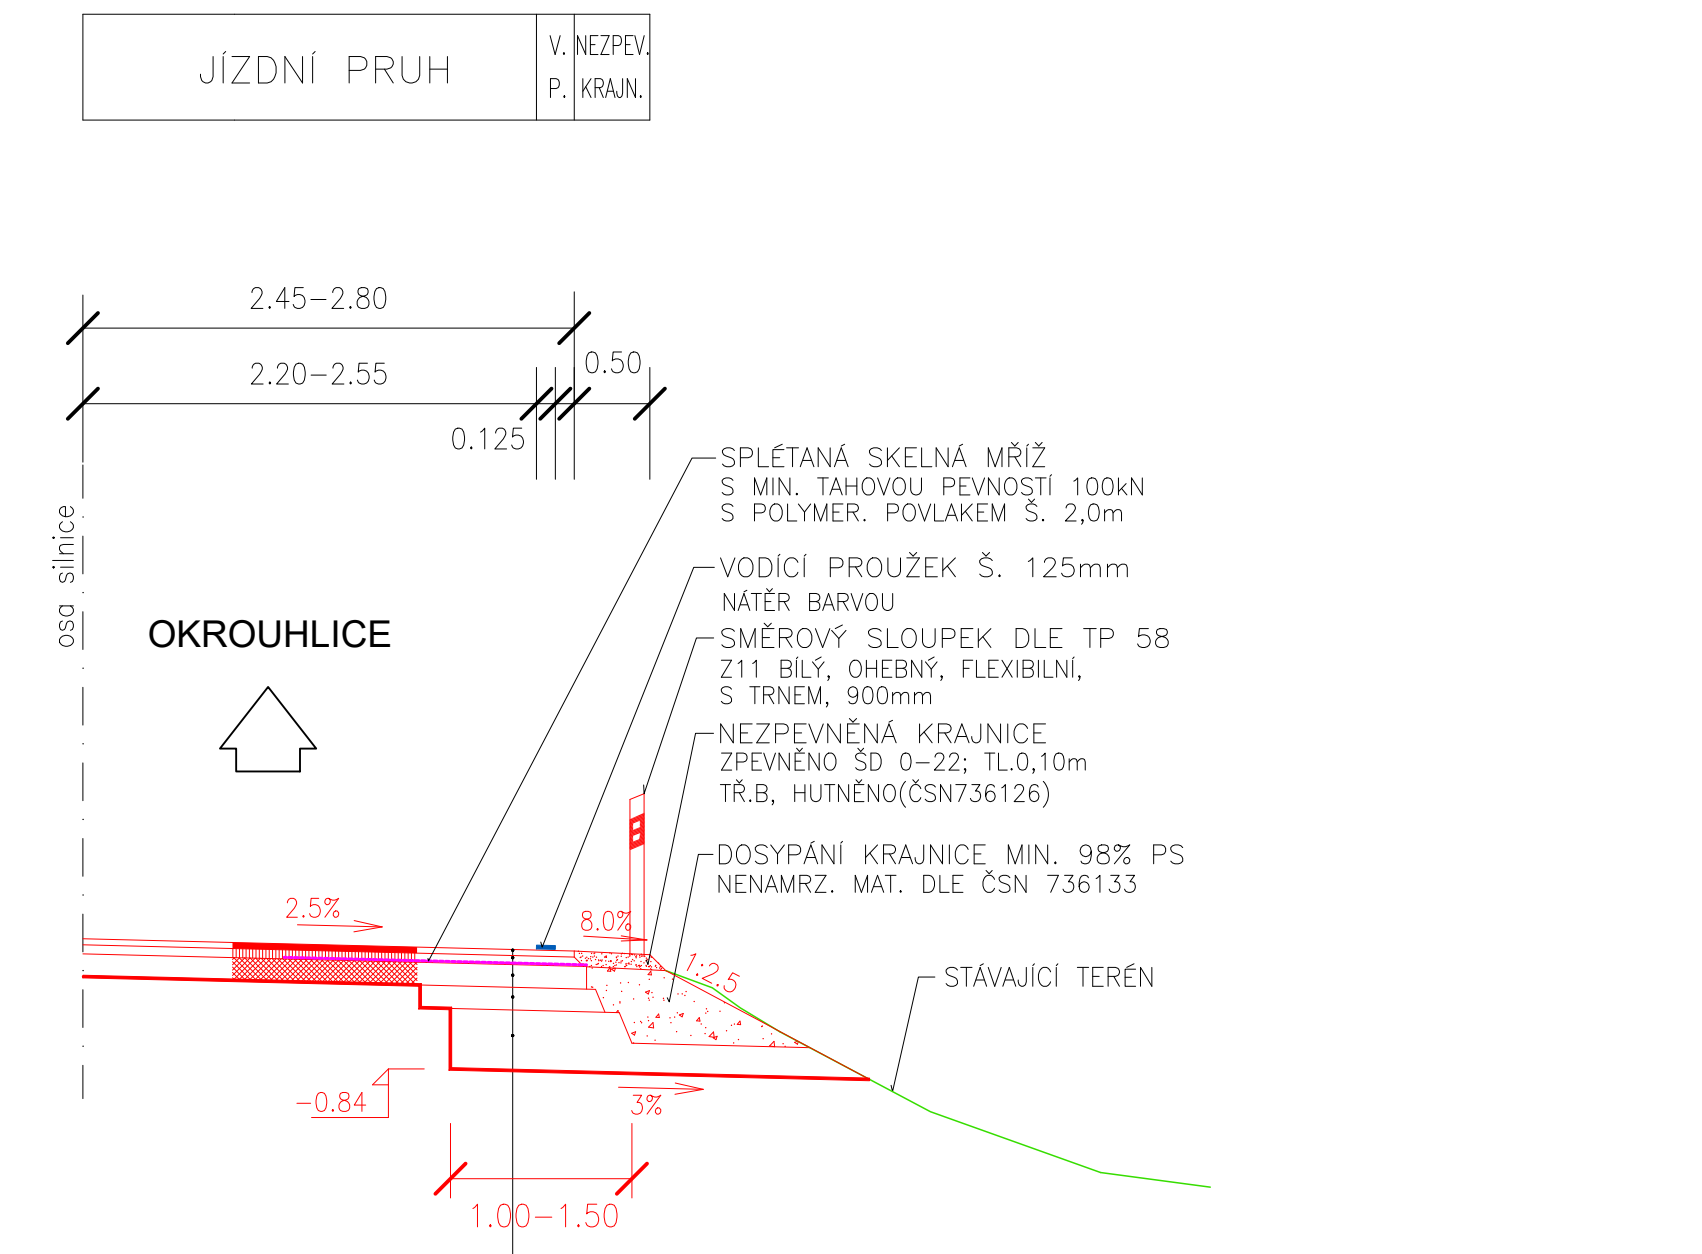 JÍZDNÍ PRUH
V.
P.
NEZPEV.
KRAJN.
2.45-2.80
2.20-2.55
0.50
0.125
osa silnice
OKROUHLICE
SPLÉTANÁ SKELNÁ MŘÍŽ
S MIN. TAHOVOU PEVNOSTÍ 100kN
S POLYMER. POVLAKEM Š. 2,0m
VODÍCÍ PROUŽEK Š. 125mm
NÁTĚR BARVOU
SMĚROVÝ SLOUPEK DLE TP 58
Z11 BÍLÝ, OHEBNÝ, FLEXIBILNÍ,
S TRNEM, 900mm
NEZPEVNĚNÁ KRAJNICE
ZPEVNĚNO ŠD 0-22; TL.0,10m
TŘ.B, HUTNĚNO(ČSN736126)
DOSYPÁNÍ KRAJNICE MIN. 98% PS
NENAMRZ. MAT. DLE ČSN 736133
2.5%
8.0%
1:2.5
STÁVAJÍCÍ TERÉN
-0.84
3%
1.00-1.50